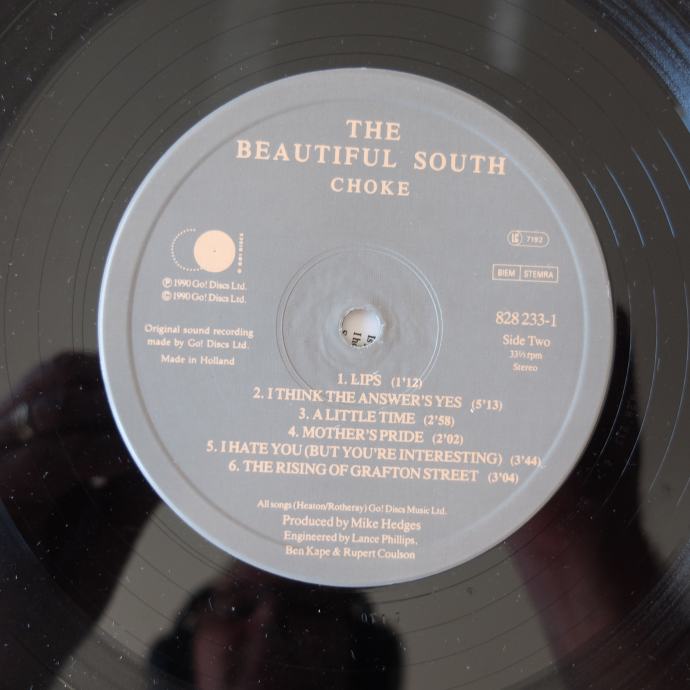 THE
BEAUTIFUL SOUTH
CHOKE
GO! DISCS
LC 7192
BIEM STEMRA
℗ 1990 Go! Discs Ltd.
© 1990 Go! Discs Ltd.
Original sound recording
made by Go! Discs Ltd.
Made in Holland
828 233-1
Side Two
33⅓ rpm
Stereo
1. LIPS (1'12)
2. I THINK THE ANSWER'S YES (5'13)
3. A LITTLE TIME (2'58)
4. MOTHER'S PRIDE (2'02)
5. I HATE YOU (BUT YOU'RE INTERESTING) (3'44)
6. THE RISING OF GRAFTON STREET (3'04)
All songs (Heaton/Rotheray) Go! Discs Music Ltd.
Produced by Mike Hedges
Engineered by Lance Phillips,
Ben Kape & Rupert Coulson